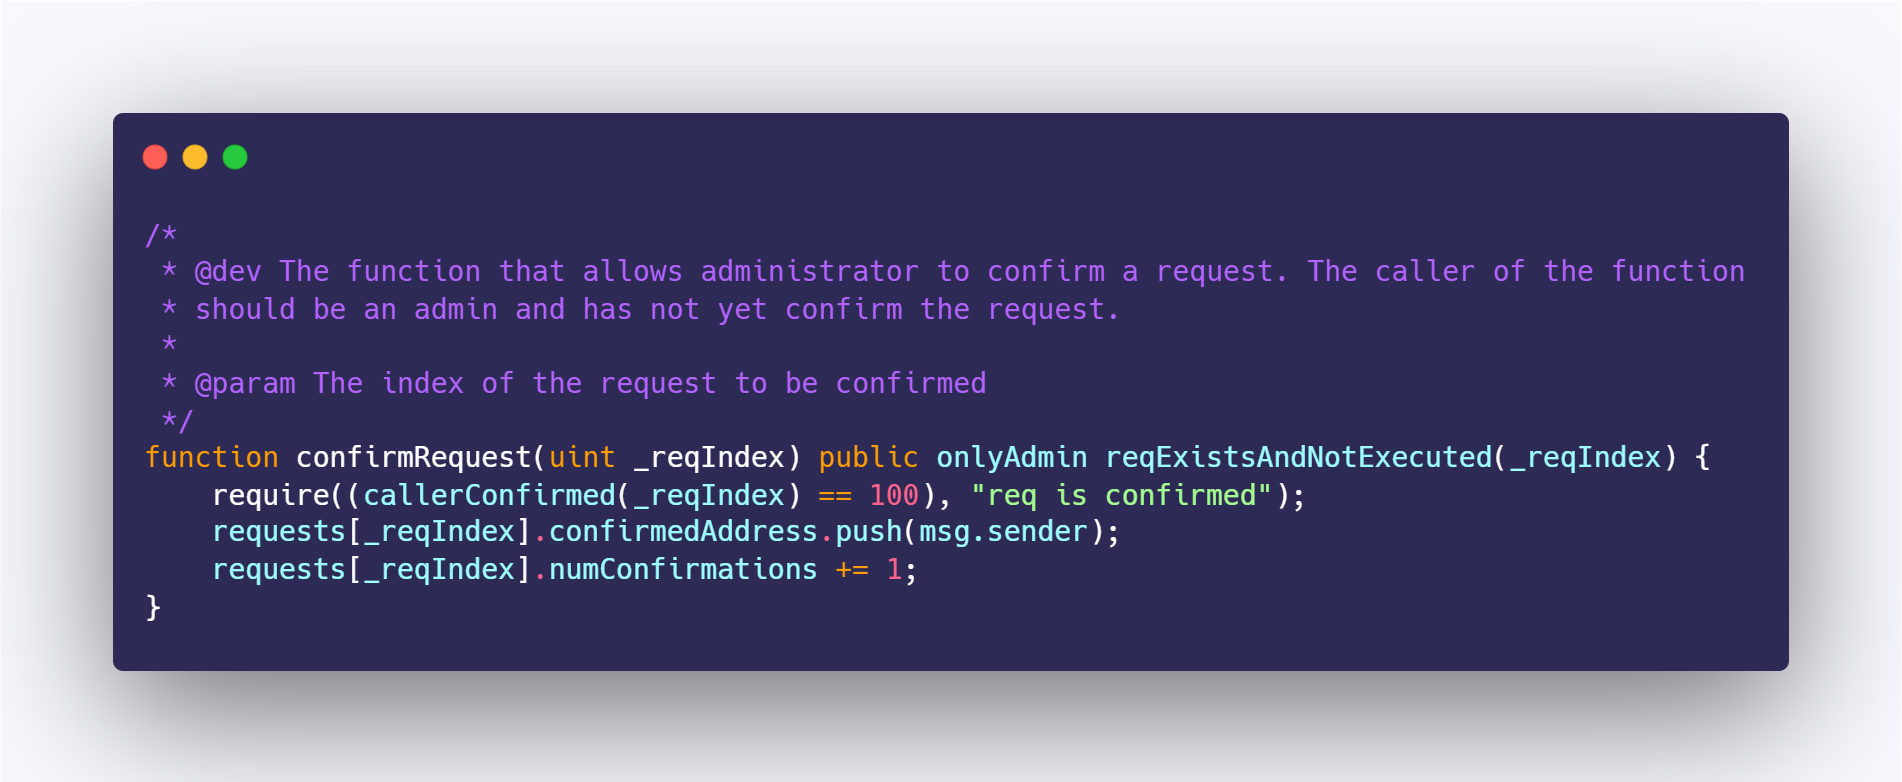 /*
 * @dev The function that allows administrator to confirm a request. The caller of the function
 * should be an admin and has not yet confirm the request.
 *
 * @param The index of the request to be confirmed
 */
function confirmRequest(uint _reqIndex) public onlyAdmin reqExistsAndNotExecuted(_reqIndex) {
    require((callerConfirmed(_reqIndex) == 100), "req is confirmed");
    requests[_reqIndex].confirmedAddress.push(msg.sender);
    requests[_reqIndex].numConfirmations += 1;
}